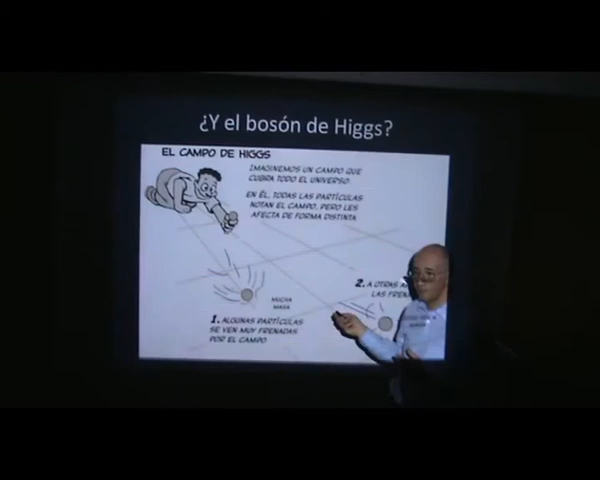 ¿Y el bosón de Higgs?
EL CAMPO DE HIGGS
IMAGINEMOS UN CAMPO QUE
CUBRA TODO EL UNIVERSO.
EN ÉL, TODAS LAS PARTÍCULAS
NOTAN EL CAMPO, PERO LES
AFECTA DE FORMA DISTINTA
MUCHA
MASA
1. ALGUNAS PARTÍCULAS
SE VEN MUY FRENADAS
POR EL CAMPO
2. A OTRAS
LAS